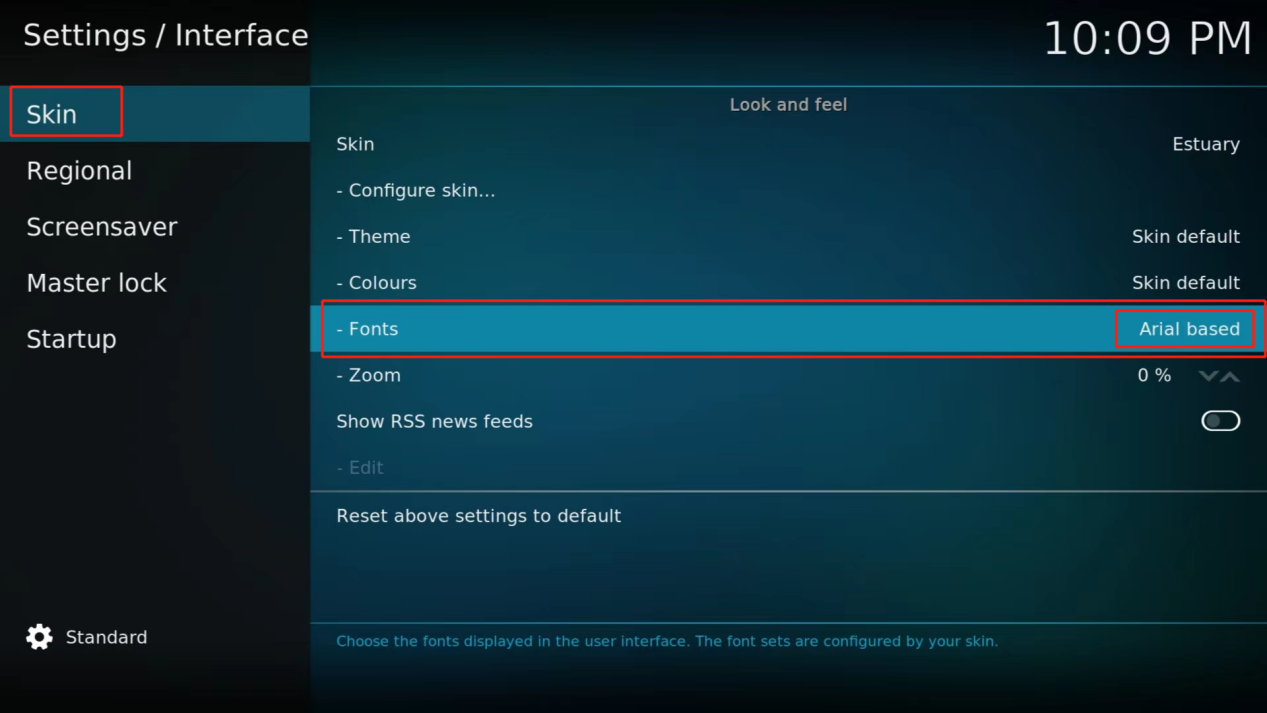 Settings / Interface
10:09 PM
Skin
Regional
Screensaver
Master lock
Startup
Standard
Look and feel
Skin Estuary
- Configure skin...
- Theme Skin default
- Colours Skin default
- Fonts Arial based
- Zoom 0 %
Show RSS news feeds
- Edit
Reset above settings to default
Choose the fonts displayed in the user interface. The font sets are configured by your skin.